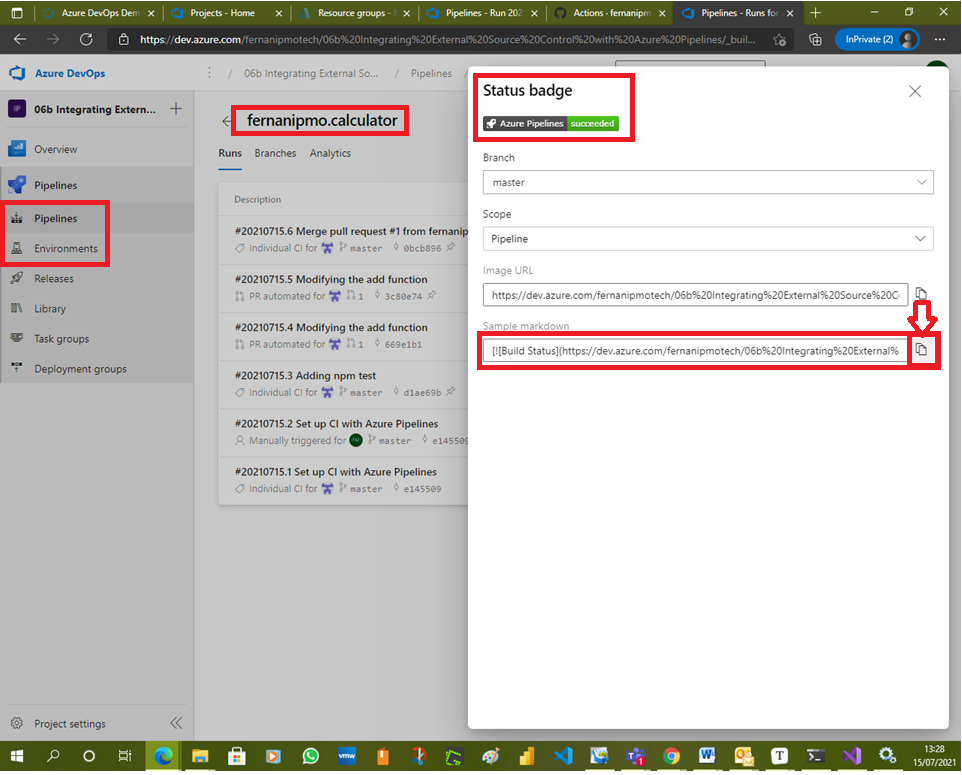 Azure DevOps Dem
Projects - Home
Resource groups -
Pipelines - Run 202
Actions · fernanipm
Pipelines - Runs for
https://dev.azure.com/fernanipmotech/06b%20Integrating%20External%20Source%20Control%20with%20Azure%20Pipelines/_buil...
InPrivate (2)
Azure DevOps
/ 06b Integrating External So... / Pipelines /
IP 06b Integrating Extern...
Overview
Pipelines
Pipelines
Environments
Releases
Library
Task groups
Deployment groups
Project settings
fernanipmo.calculator
Runs Branches Analytics
Description
#20210715.6 Merge pull request #1 from fernanip
Individual CI for master 0bcb896
#20210715.5 Modifying the add function
PR automated for 1 3c80e74
#20210715.4 Modifying the add function
PR automated for 1 669e1b1
#20210715.3 Adding npm test
Individual CI for master d1ae69b
#20210715.2 Set up CI with Azure Pipelines
Manually triggered for FM master e145509
#20210715.1 Set up CI with Azure Pipelines
Individual CI for master e145509
Status badge
Azure Pipelines succeeded
Branch
master
Scope
Pipeline
Image URL
https://dev.azure.com/fernanipmotech/06b%20Integrating%20External%20Source%20C
Sample markdown
[![Build Status](https://dev.azure.com/fernanipmotech/06b%20Integrating%20External%
13:28
15/07/2021